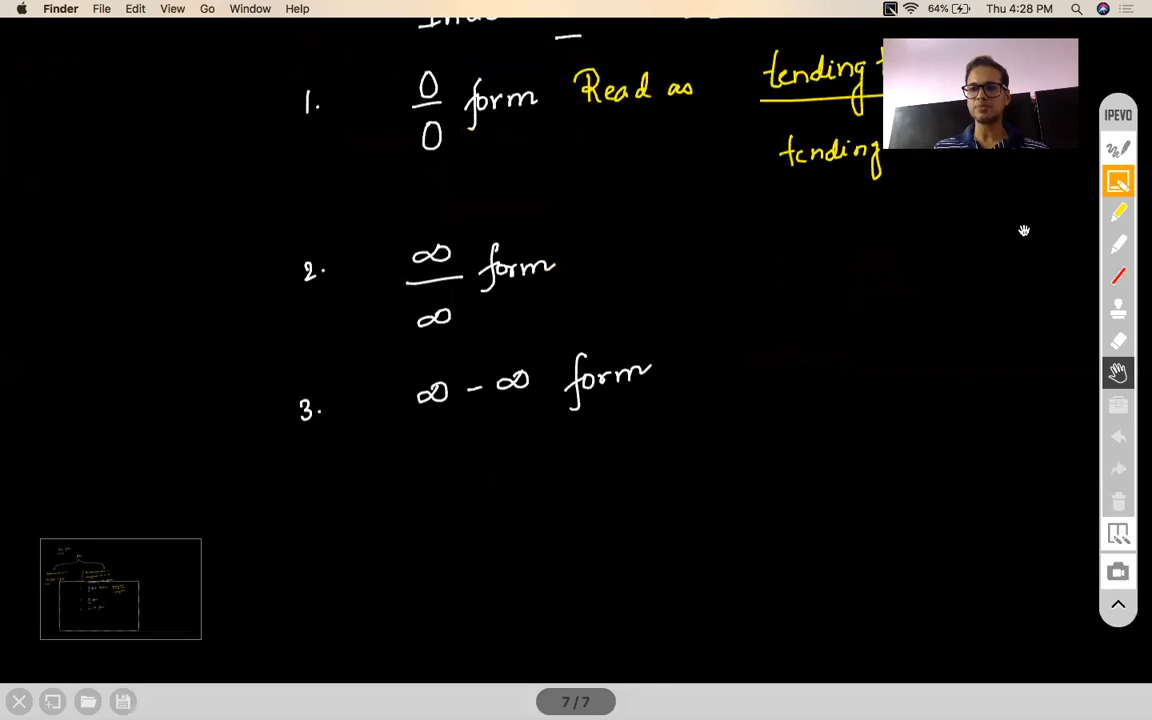 Finder File Edit View Go Window Help 64% Thu 4:28 PM
1. 0/0 form Read as tending
tending
IPEVO
2. ∞/∞ form
3. ∞ - ∞ form
7 / 7